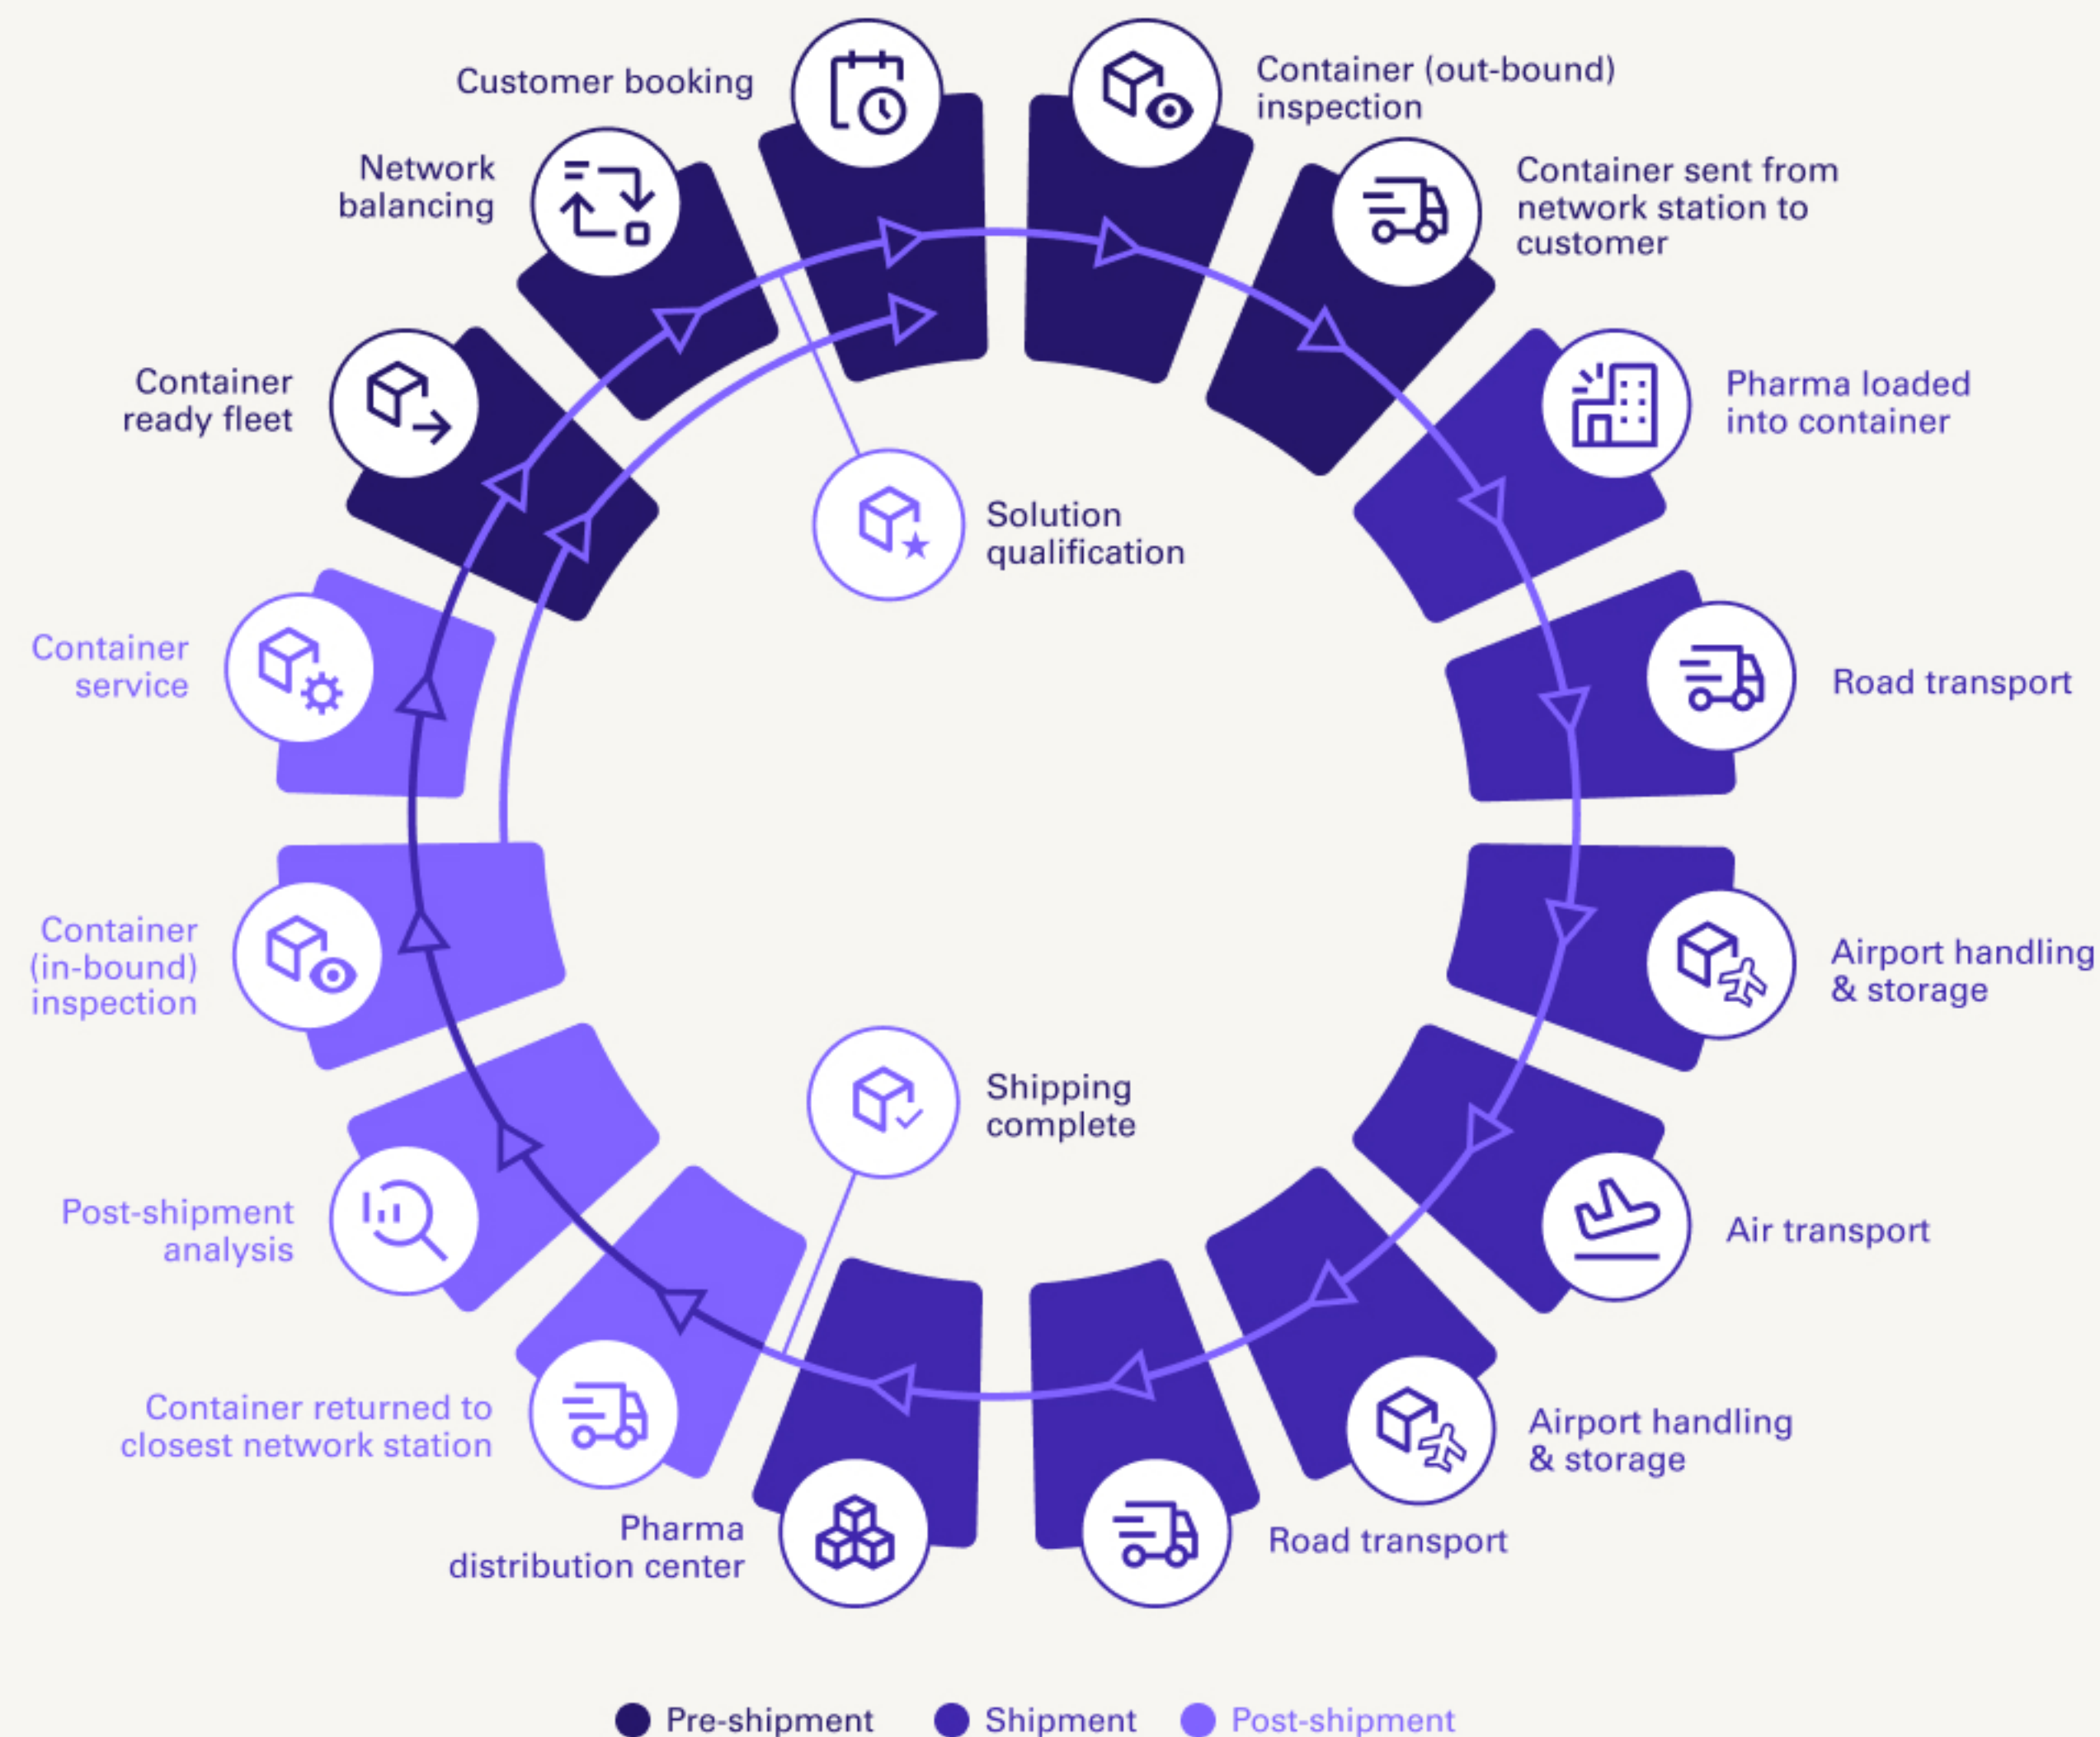 Customer booking
Container (out-bound)
inspection
Network
balancing
Container sent from
network station to
customer
Container
ready fleet
Pharma loaded
into container
Solution
qualification
Container
service
Road transport
Container
(in-bound)
inspection
Airport handling
& storage
Shipping
complete
Post-shipment
analysis
Air transport
Container returned to
closest network station
Airport handling
& storage
Pharma
distribution center
Road transport
Pre-shipment
Shipment
Post-shipment